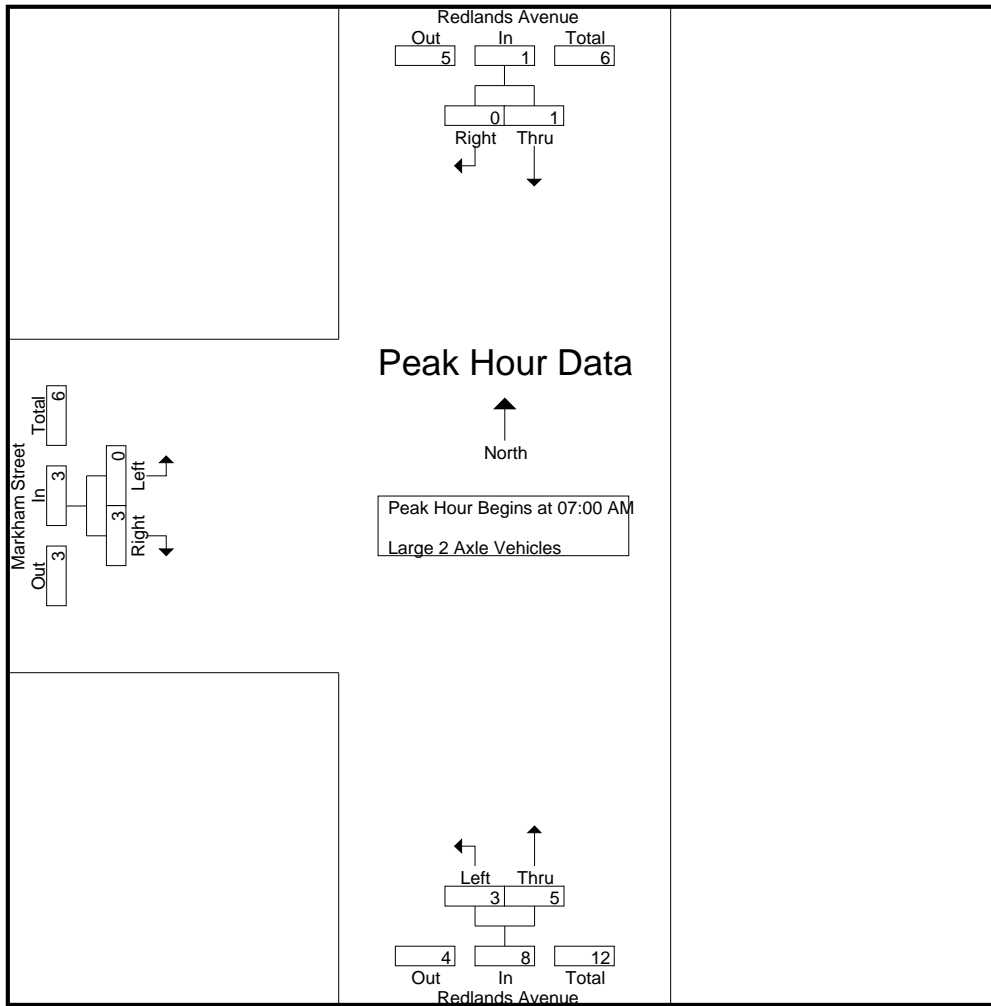 Redlands Avenue
Out In Total
5 1 6
0 1
Right Thru
Peak Hour Data
North
Peak Hour Begins at 07:00 AM
Large 2 Axle Vehicles
Markham Street
Total In Out
6 3 3
0 3
Left Right
Left Thru
3 5
4 8 12
Out In Total
Redlands Avenue